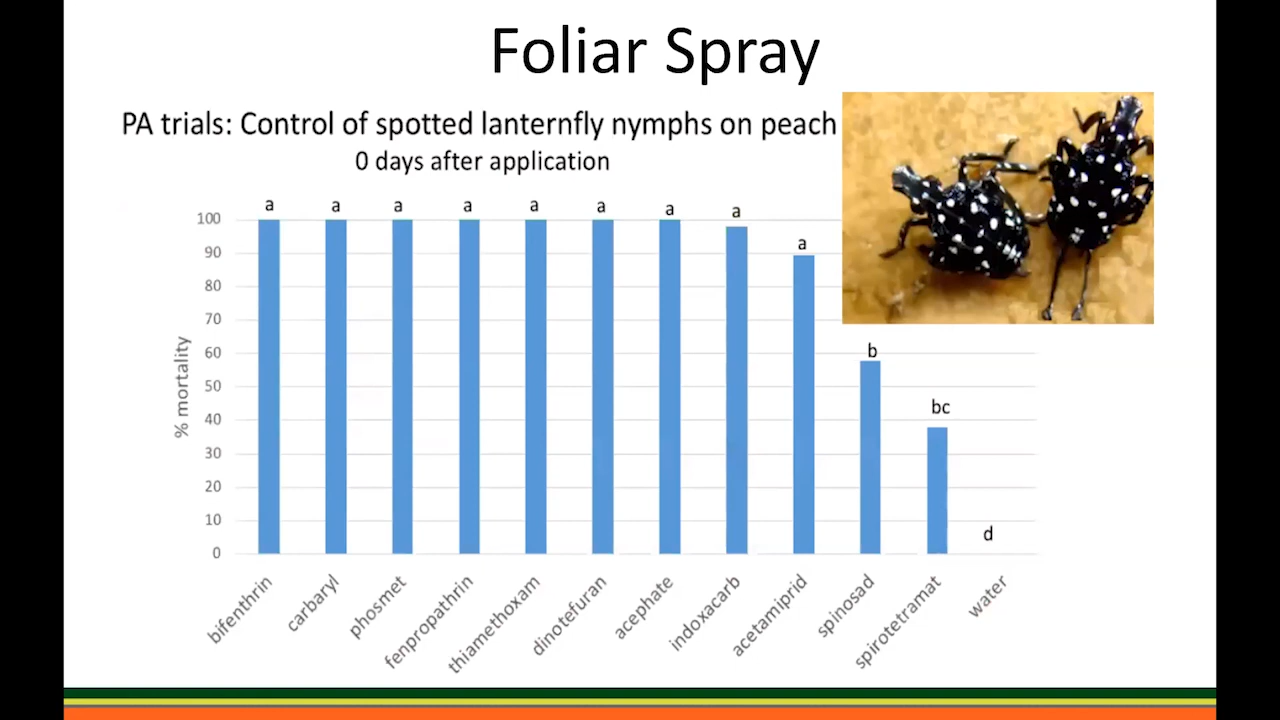 Foliar Spray
PA trials: Control of spotted lanternfly nymphs on peach
0 days after application
a a a a a a a a a b bc d
100
90
80
70
60
50
40
30
20
10
0
% mortality
bifenthrin
carbaryl
phosmet
fenpropathrin
thiamethoxam
dinotefuran
acephate
indoxacarb
acetamiprid
spinosad
spirotetramat
water